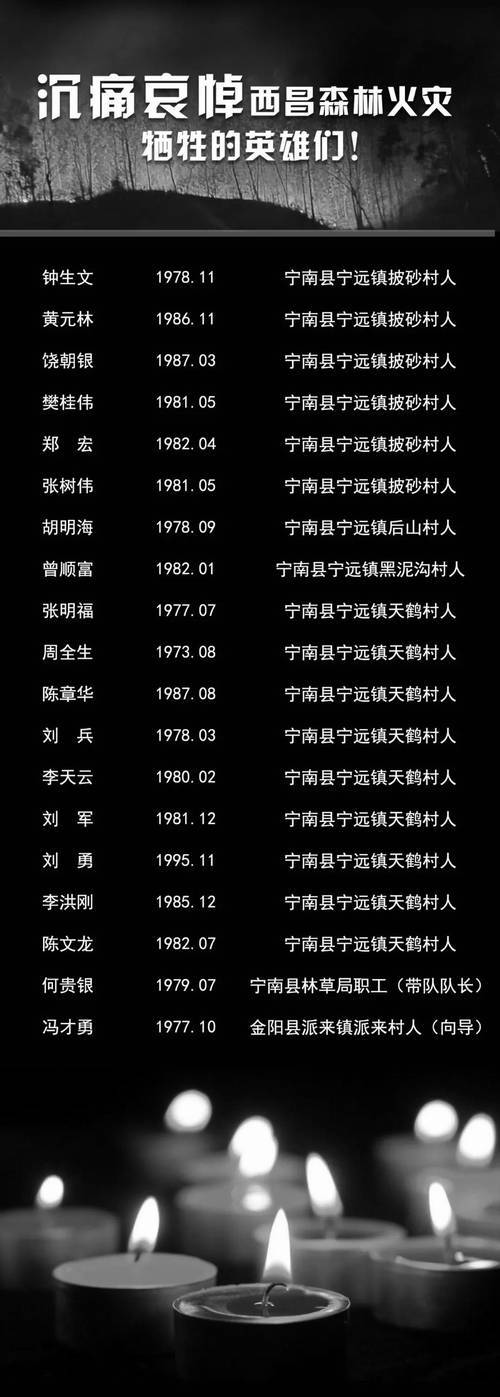 沉痛哀悼西昌森林火灾
牺牲的英雄们！
钟生文 1978.11 宁南县宁远镇披砂村人
黄元林 1986.11 宁南县宁远镇披砂村人
饶朝银 1987.03 宁南县宁远镇披砂村人
樊桂伟 1981.05 宁南县宁远镇披砂村人
郑　宏 1982.04 宁南县宁远镇披砂村人
张树伟 1981.05 宁南县宁远镇披砂村人
胡明海 1978.09 宁南县宁远镇后山村人
曾顺富 1982.01 宁南县宁远镇黑泥沟村人
张明福 1977.07 宁南县宁远镇天鹤村人
周全生 1973.08 宁南县宁远镇天鹤村人
陈章华 1987.08 宁南县宁远镇天鹤村人
刘　兵 1978.03 宁南县宁远镇天鹤村人
李天云 1980.02 宁南县宁远镇天鹤村人
刘　军 1981.12 宁南县宁远镇天鹤村人
刘　勇 1995.11 宁南县宁远镇天鹤村人
李洪刚 1985.12 宁南县宁远镇天鹤村人
陈文龙 1982.07 宁南县宁远镇天鹤村人
何贵银 1979.07 宁南县林草局职工（带队队长）
冯才勇 1977.10 金阳县派来镇派来村人（向导）